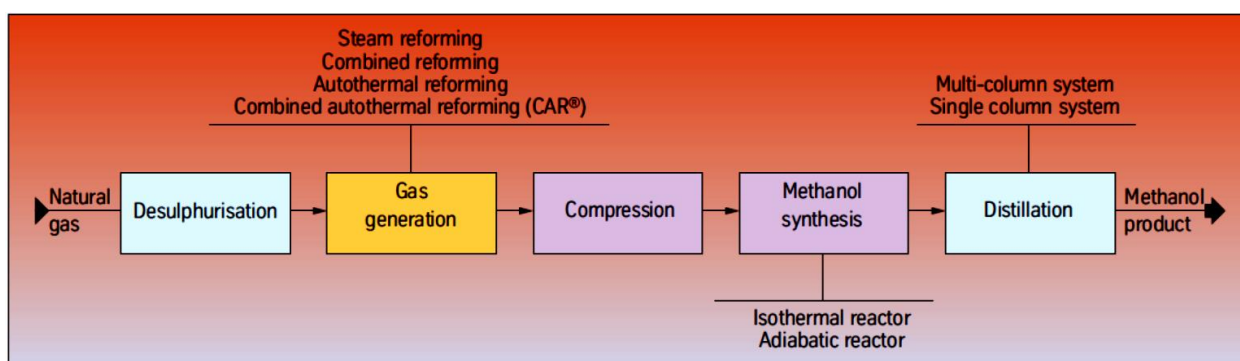 Steam reforming
Combined reforming
Autothermal reforming
Combined autothermal reforming (CAR®)
Multi-column system
Single column system
Natural
gas
Desulphurisation
Gas
generation
Compression
Methanol
synthesis
Distillation
Methanol
product
Isothermal reactor
Adiabatic reactor